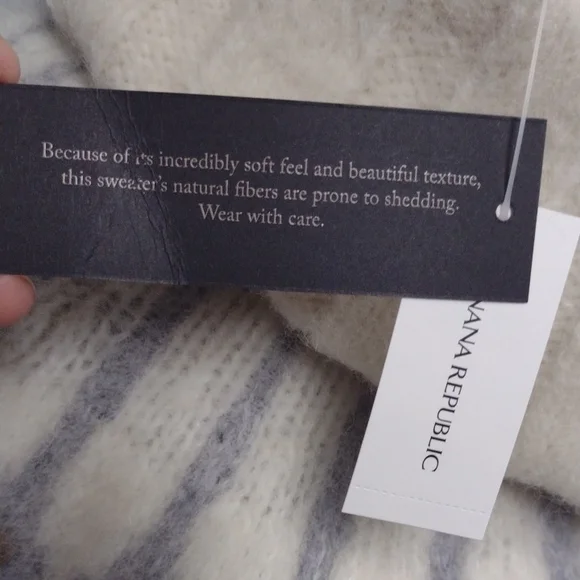 Because of its incredibly soft feel and beautiful texture,
this sweater's natural fibers are prone to shedding.
Wear with care.
NANA REPUBLIC